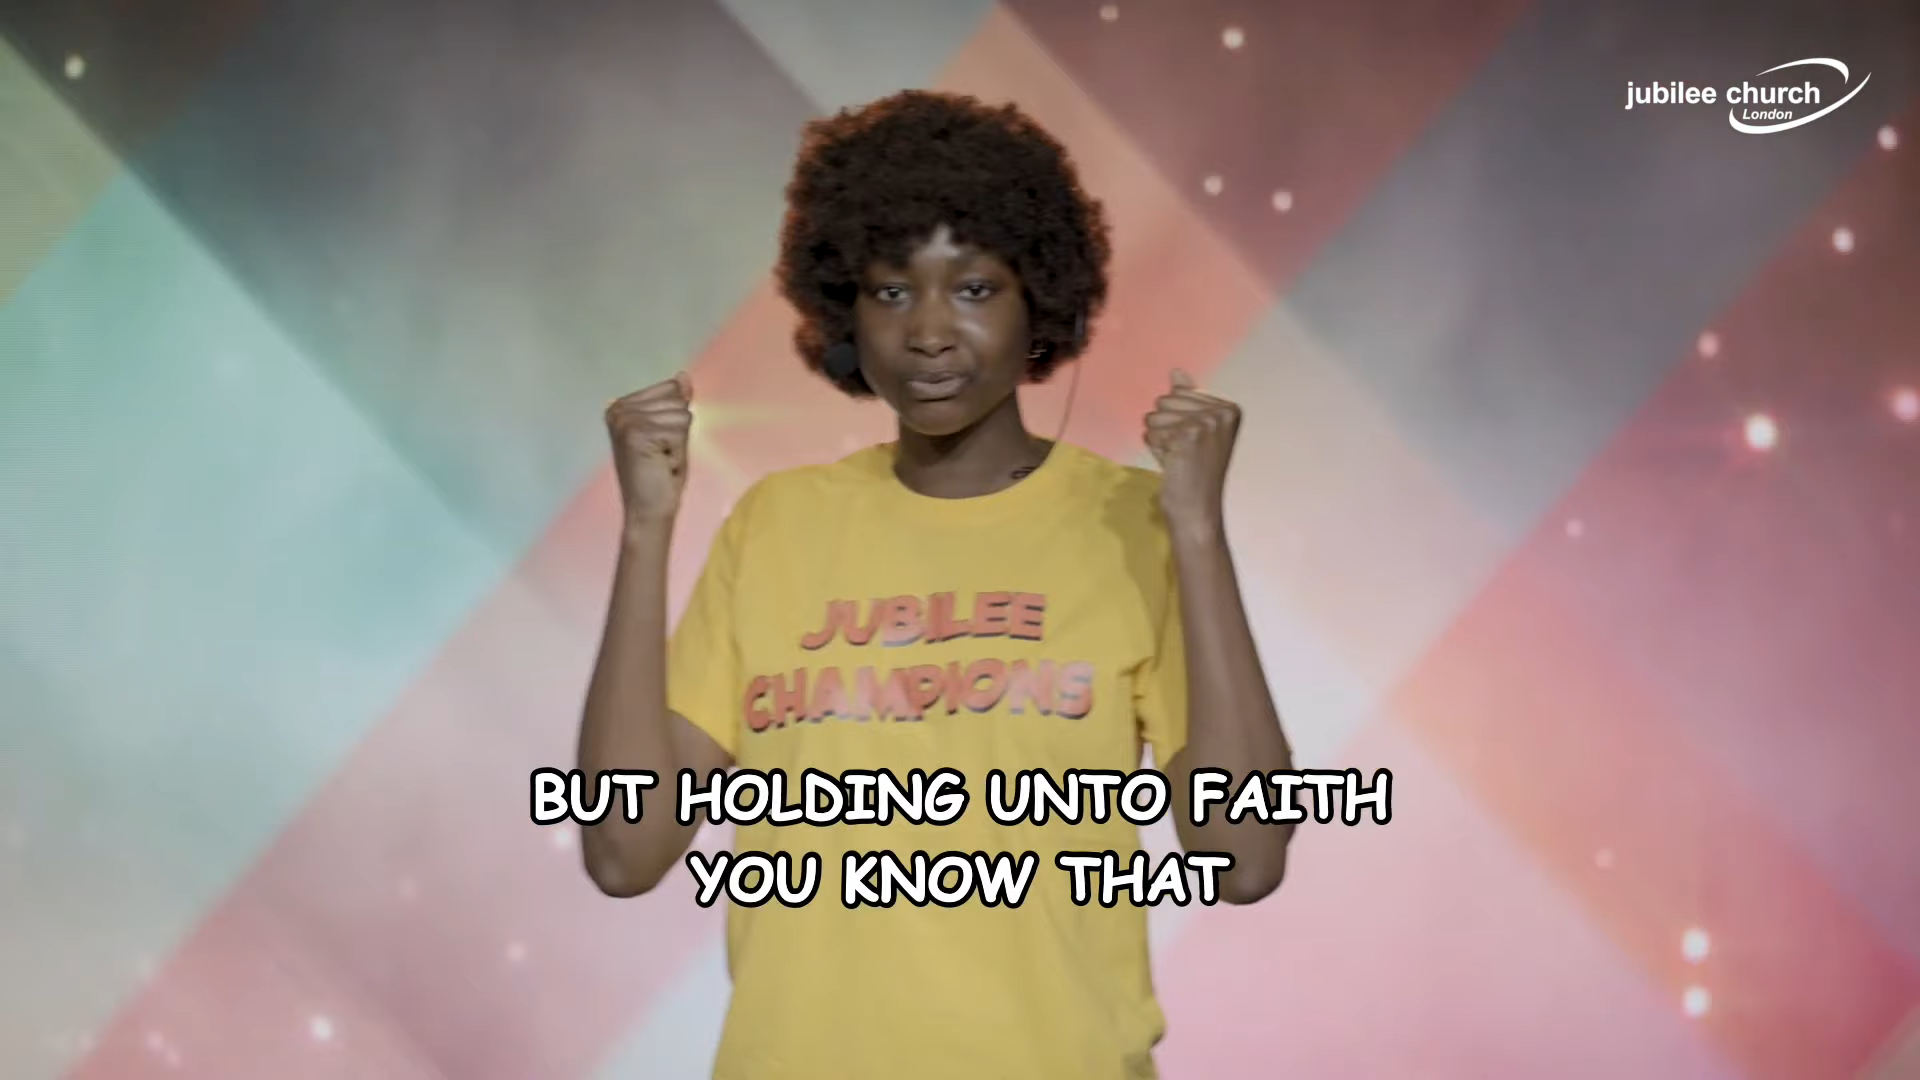 jubilee church
London
JUBILEE
CHAMPIONS
BUT HOLDING UNTO FAITH
YOU KNOW THAT